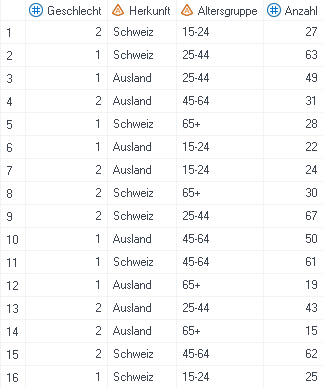 Geschlecht Herkunft Altersgruppe Anzahl
1 2 Schweiz 15-24 27
2 1 Schweiz 25-44 63
3 1 Ausland 25-44 49
4 2 Ausland 45-64 31
5 1 Schweiz 65+ 28
6 1 Ausland 15-24 22
7 2 Ausland 15-24 24
8 2 Schweiz 65+ 30
9 2 Schweiz 25-44 67
10 1 Ausland 45-64 50
11 1 Schweiz 45-64 61
12 1 Ausland 65+ 19
13 2 Ausland 25-44 43
14 2 Ausland 65+ 15
15 2 Schweiz 45-64 62
16 1 Schweiz 15-24 25